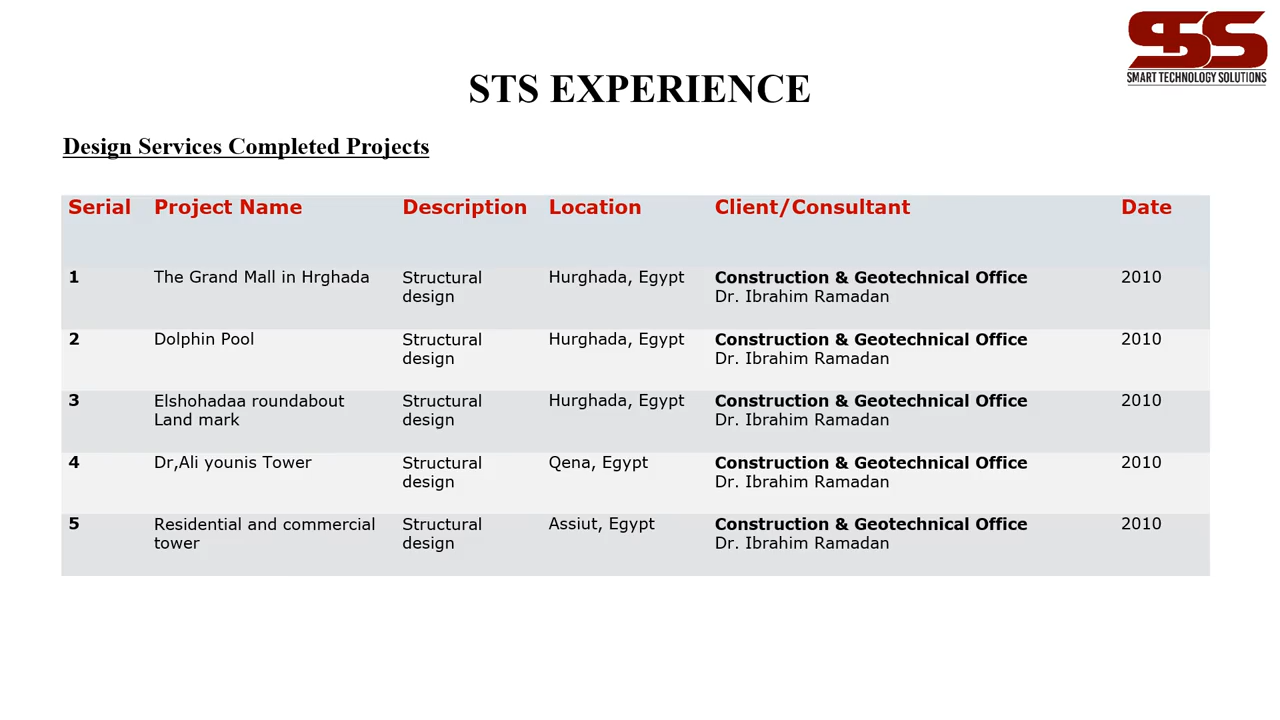 STS
SMART TECHNOLOGY SOLUTIONS
STS EXPERIENCE
Design Services Completed Projects
Serial Project Name Description Location Client/Consultant Date
1 The Grand Mall in Hrghada Structural Hurghada, Egypt Construction & Geotechnical Office 2010
design Dr. Ibrahim Ramadan
2 Dolphin Pool Structural Hurghada, Egypt Construction & Geotechnical Office 2010
design Dr. Ibrahim Ramadan
3 Elshohadaa roundabout Structural Hurghada, Egypt Construction & Geotechnical Office 2010
Land mark design Dr. Ibrahim Ramadan
4 Dr,Ali younis Tower Structural Qena, Egypt Construction & Geotechnical Office 2010
design Dr. Ibrahim Ramadan
5 Residential and commercial Structural Assiut, Egypt Construction & Geotechnical Office 2010
tower design Dr. Ibrahim Ramadan